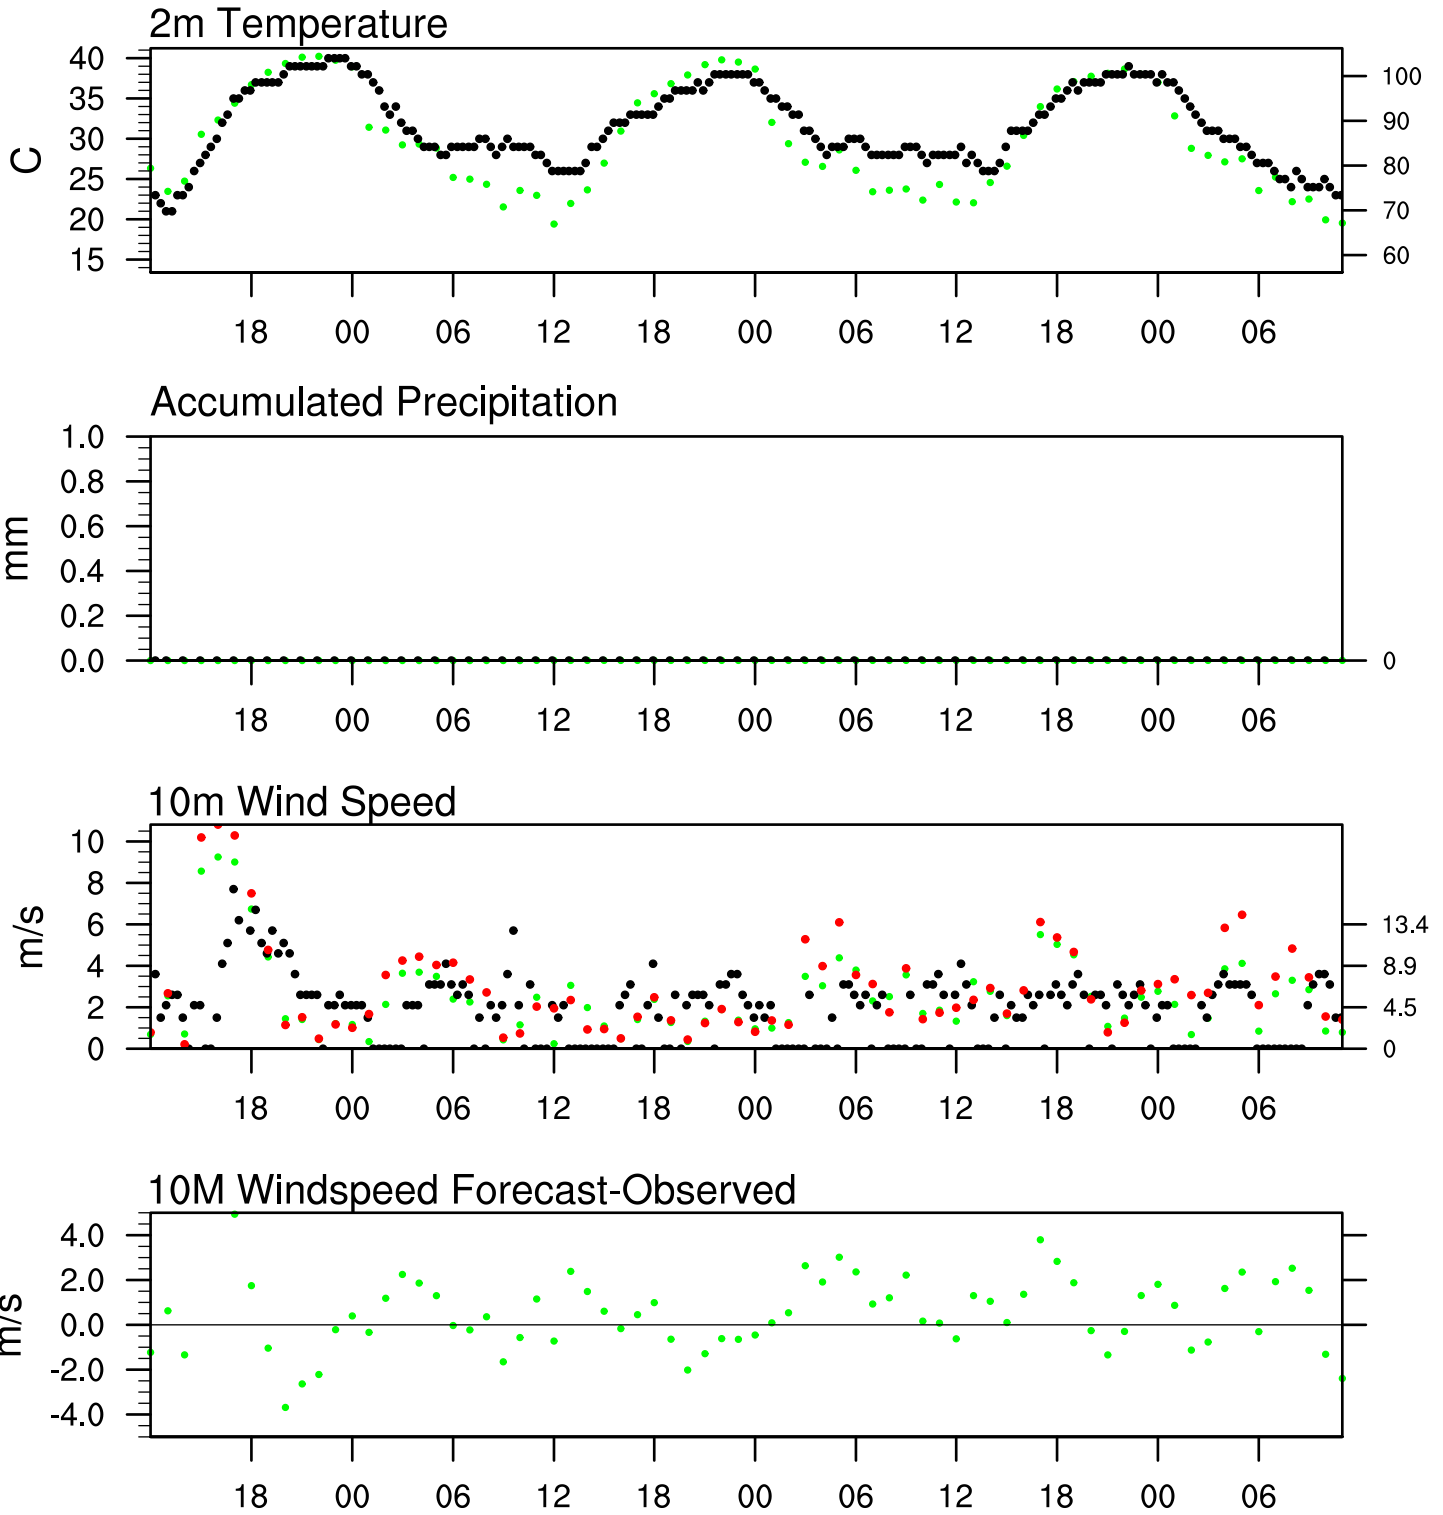 2m Temperature
40
35
30
25
20
15
C
100
90
80
70
60
18 00 06 12 18 00 06 12 18 00 06
Accumulated Precipitation
1.0
0.8
0.6
0.4
0.2
0.0
mm
0
18 00 06 12 18 00 06 12 18 00 06
10m Wind Speed
10
8
6
4
2
0
m/s
13.4
8.9
4.5
0
18 00 06 12 18 00 06 12 18 00 06
10M Windspeed Forecast-Observed
4.0
2.0
0.0
-2.0
-4.0
m/s
18 00 06 12 18 00 06 12 18 00 06